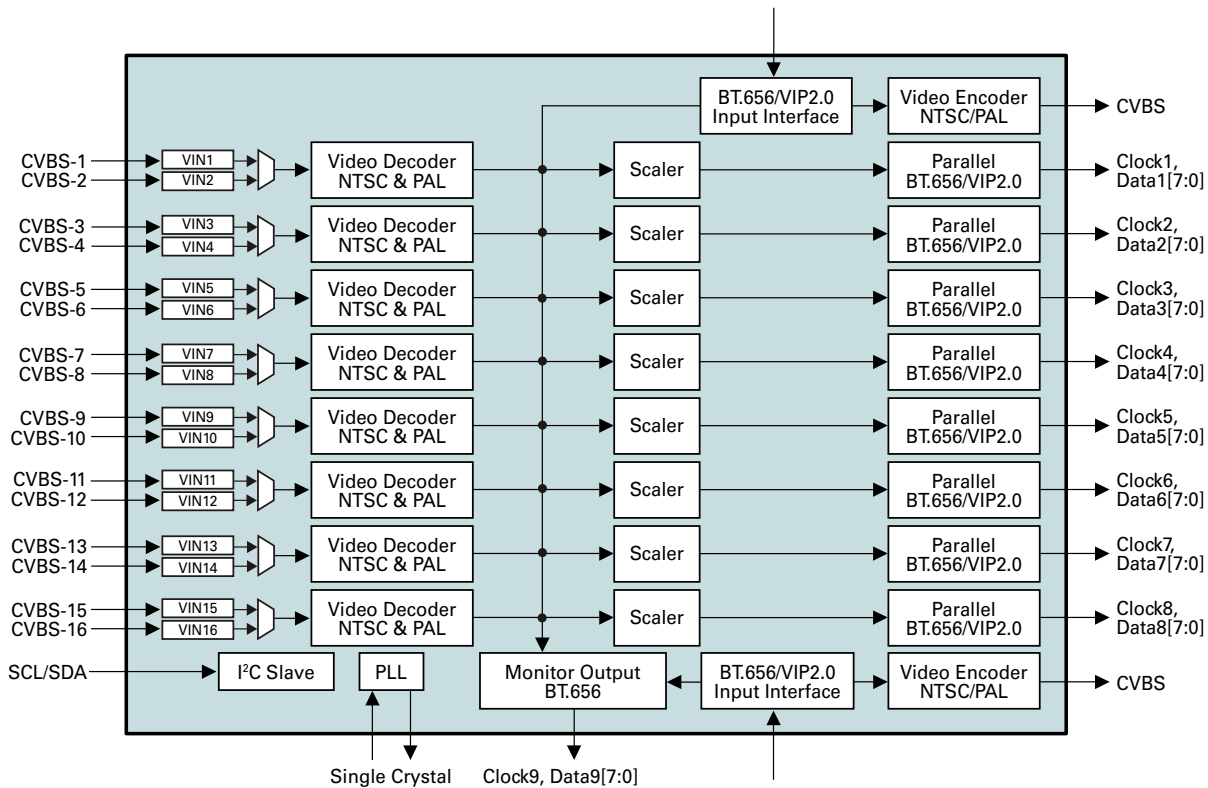 BT.656/VIP2.0
Input Interface
Video Encoder
NTSC/PAL
CVBS
CVBS-1
CVBS-2
VIN1
VIN2
Video Decoder
NTSC & PAL
Scaler
Parallel
BT.656/VIP2.0
Clock1,
Data1[7:0]
CVBS-3
CVBS-4
VIN3
VIN4
Video Decoder
NTSC & PAL
Scaler
Parallel
BT.656/VIP2.0
Clock2,
Data2[7:0]
CVBS-5
CVBS-6
VIN5
VIN6
Video Decoder
NTSC & PAL
Scaler
Parallel
BT.656/VIP2.0
Clock3,
Data3[7:0]
CVBS-7
CVBS-8
VIN7
VIN8
Video Decoder
NTSC & PAL
Scaler
Parallel
BT.656/VIP2.0
Clock4,
Data4[7:0]
CVBS-9
CVBS-10
VIN9
VIN10
Video Decoder
NTSC & PAL
Scaler
Parallel
BT.656/VIP2.0
Clock5,
Data5[7:0]
CVBS-11
CVBS-12
VIN11
VIN12
Video Decoder
NTSC & PAL
Scaler
Parallel
BT.656/VIP2.0
Clock6,
Data6[7:0]
CVBS-13
CVBS-14
VIN13
VIN14
Video Decoder
NTSC & PAL
Scaler
Parallel
BT.656/VIP2.0
Clock7,
Data7[7:0]
CVBS-15
CVBS-16
VIN15
VIN16
Video Decoder
NTSC & PAL
Scaler
Parallel
BT.656/VIP2.0
Clock8,
Data8[7:0]
SCL/SDA
I²C Slave
PLL
Monitor Output
BT.656
BT.656/VIP2.0
Input Interface
Video Encoder
NTSC/PAL
CVBS
Single Crystal
Clock9, Data9[7:0]